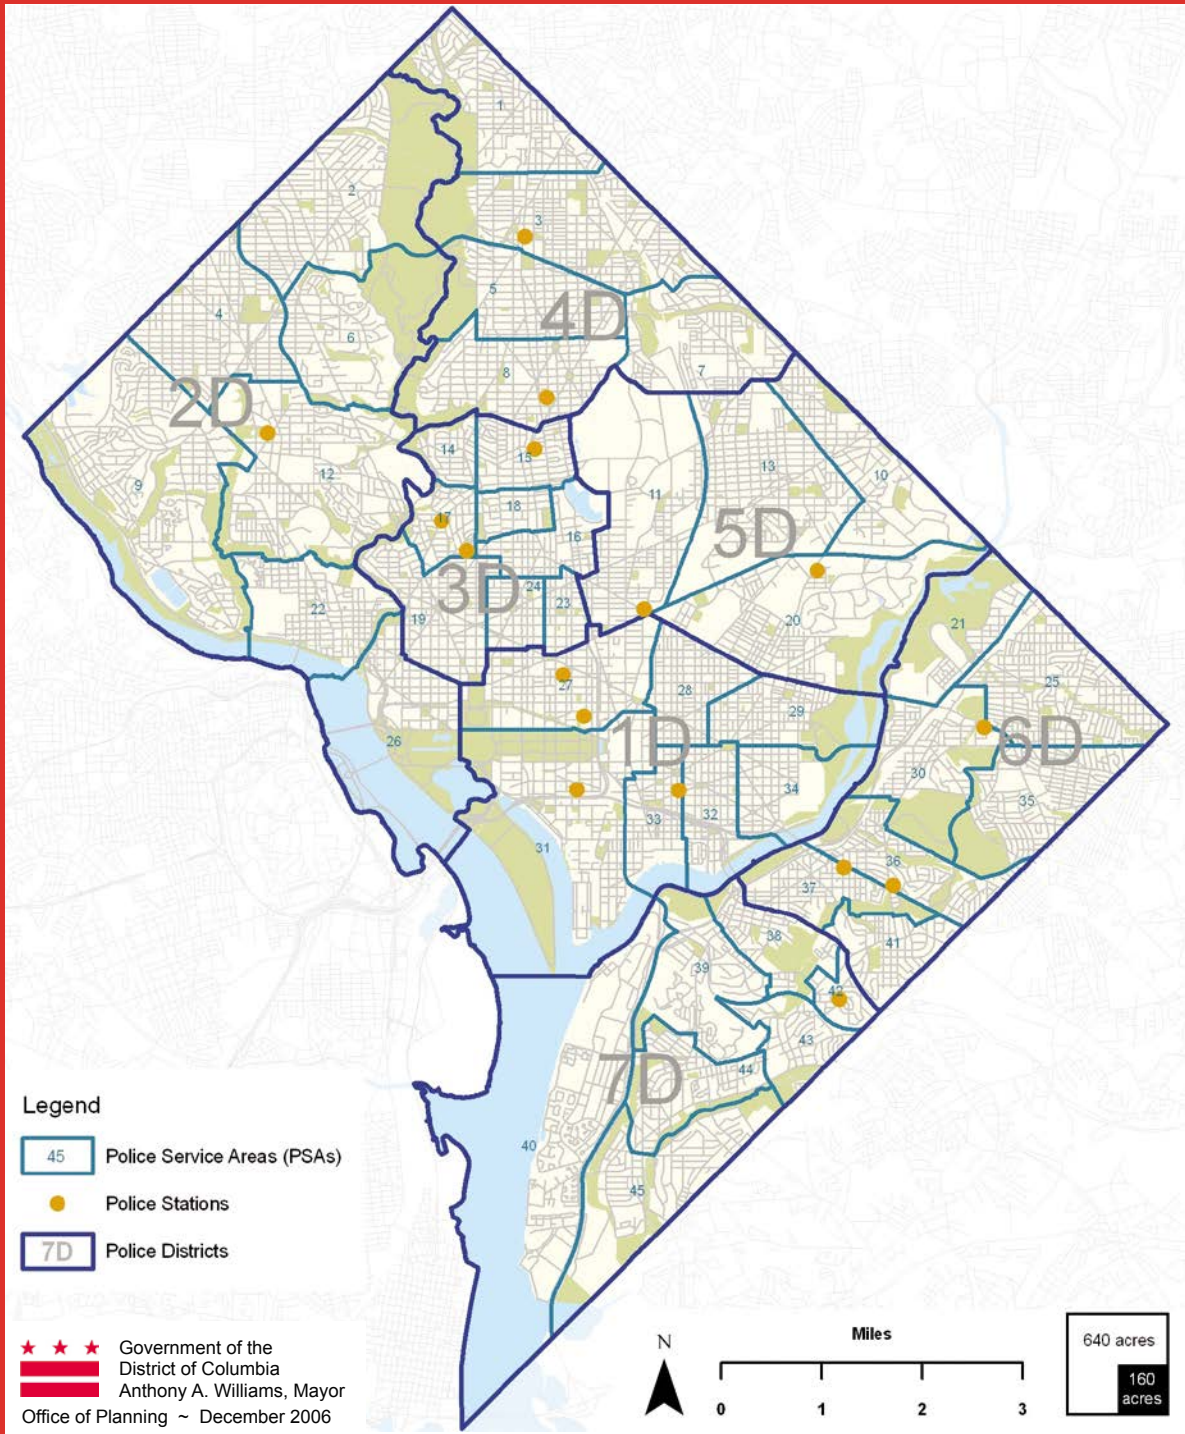 1
2
3
4
5
4D
6
7
8
2D
9
10
11
12
13
14
15
5D
16
17
18
3D
19
20
21
22
23
24
25
26
27
28
29
1D
6D
30
31
32
33
34
35
36
37
38
39
40
41
42
43
44
7D
45
Legend
45 Police Service Areas (PSAs)
Police Stations
7D Police Districts
Government of the
District of Columbia
Anthony A. Williams, Mayor
Office of Planning ~ December 2006
N
Miles
0 1 2 3
640 acres
160
acres